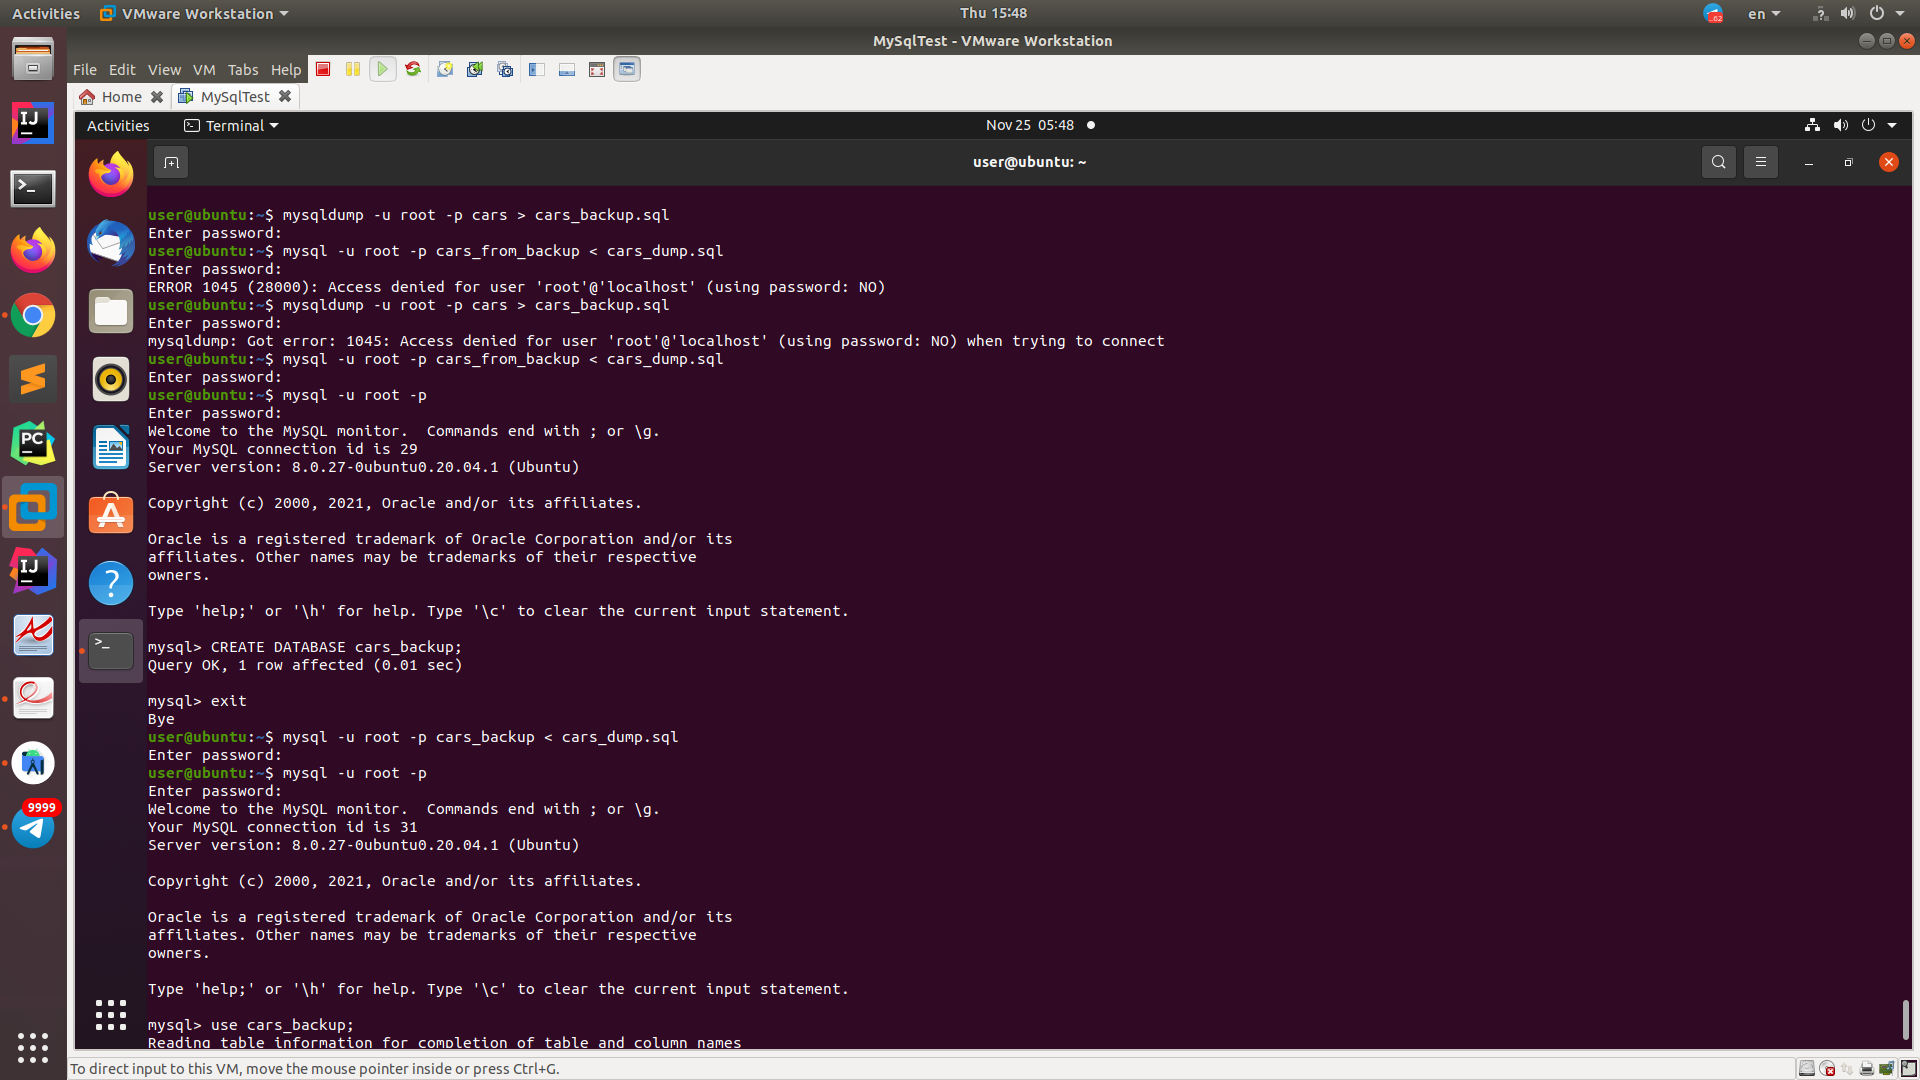 Activities VMware Workstation Thu 15:48 62 en
MySqlTest - VMware Workstation
File Edit View VM Tabs Help
Home MySqlTest
Activities Terminal Nov 25 05:48
user@ubuntu: ~
user@ubuntu:~$ mysqldump -u root -p cars > cars_backup.sql
Enter password:
user@ubuntu:~$ mysql -u root -p cars_from_backup < cars_dump.sql
Enter password:
ERROR 1045 (28000): Access denied for user 'root'@'localhost' (using password: NO)
user@ubuntu:~$ mysqldump -u root -p cars > cars_backup.sql
Enter password:
mysqldump: Got error: 1045: Access denied for user 'root'@'localhost' (using password: NO) when trying to connect
user@ubuntu:~$ mysql -u root -p cars_from_backup < cars_dump.sql
Enter password:
user@ubuntu:~$ mysql -u root -p
Enter password:
Welcome to the MySQL monitor.  Commands end with ; or \g.
Your MySQL connection id is 29
Server version: 8.0.27-0ubuntu0.20.04.1 (Ubuntu)
Copyright (c) 2000, 2021, Oracle and/or its affiliates.
Oracle is a registered trademark of Oracle Corporation and/or its
affiliates. Other names may be trademarks of their respective
owners.
Type 'help;' or '\h' for help. Type '\c' to clear the current input statement.
mysql> CREATE DATABASE cars_backup;
Query OK, 1 row affected (0.01 sec)
mysql> exit
Bye
user@ubuntu:~$ mysql -u root -p cars_backup < cars_dump.sql
Enter password:
user@ubuntu:~$ mysql -u root -p
Enter password:
Welcome to the MySQL monitor.  Commands end with ; or \g.
Your MySQL connection id is 31
Server version: 8.0.27-0ubuntu0.20.04.1 (Ubuntu)
Copyright (c) 2000, 2021, Oracle and/or its affiliates.
Oracle is a registered trademark of Oracle Corporation and/or its
affiliates. Other names may be trademarks of their respective
owners.
Type 'help;' or '\h' for help. Type '\c' to clear the current input statement.
mysql> use cars_backup;
Reading table information for completion of table and column names
To direct input to this VM, move the mouse pointer inside or press Ctrl+G.
IJ
PC
IJ
9999